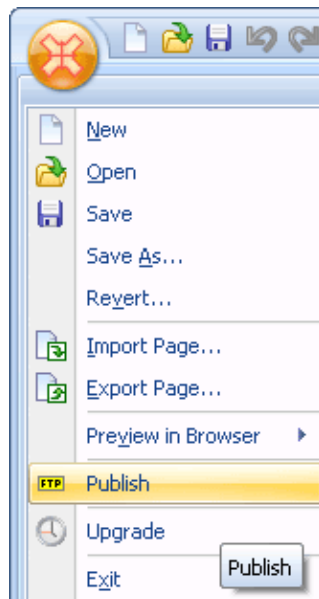 New
Open
Save
Save As...
Revert...
Import Page...
Export Page...
Preview in Browser
FTP Publish
Upgrade
Publish
Exit